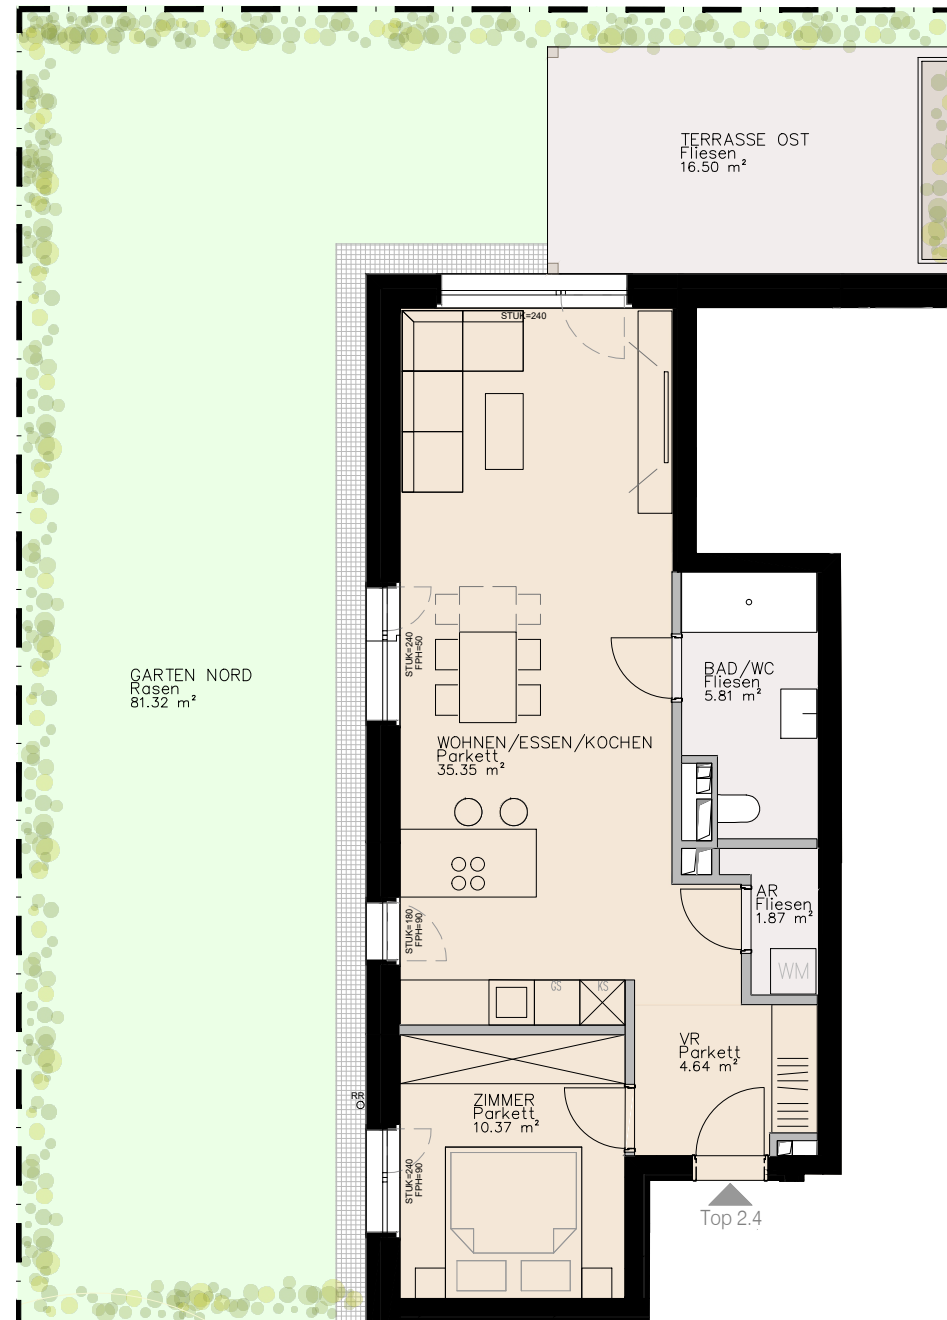 TERRASSE OST
Fliesen
16.50 m²
STUK=240
STUK=240
FPH=50
GARTEN NORD
Rasen
81.32 m²
BAD/WC
Fliesen
5.81 m²
WOHNEN/ESSEN/KOCHEN
Parkett
35.35 m²
AR
Fliesen
1.87 m²
STUK=180
FPH=90
WM
GS
KS
VR
Parkett
4.64 m²
RR
ZIMMER
Parkett
10.37 m²
STUK=240
FPH=90
Top 2.4